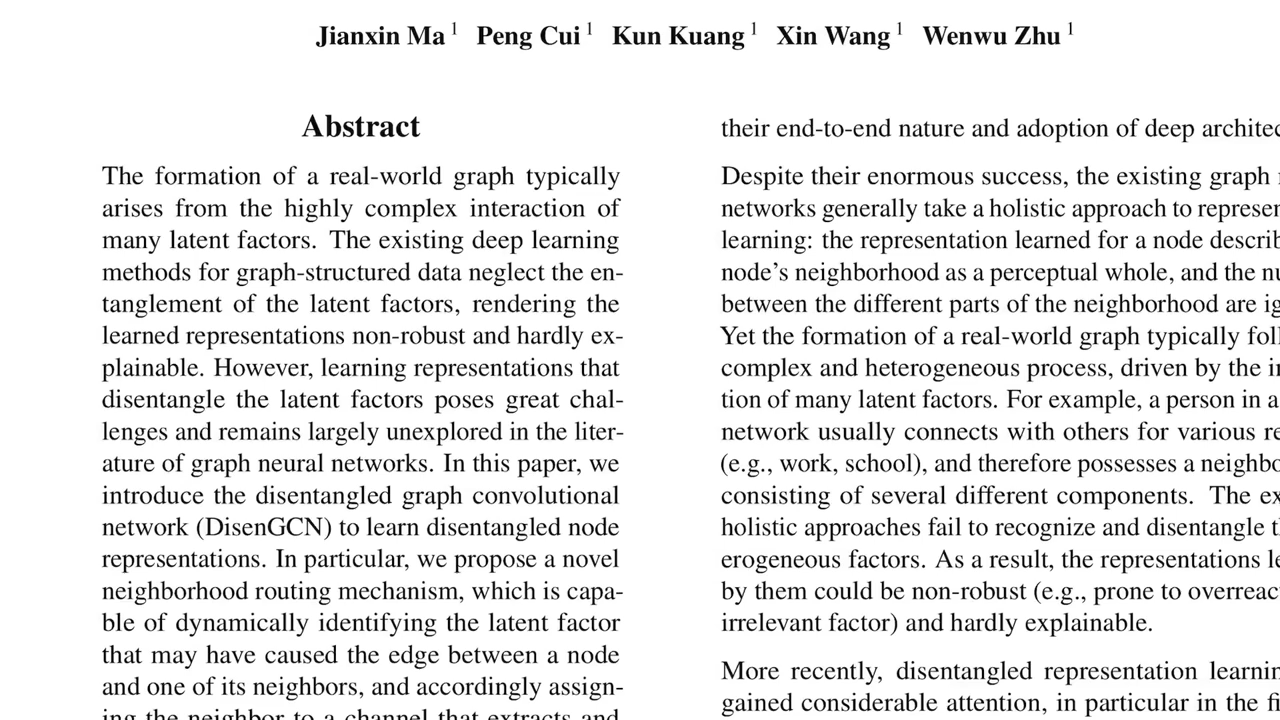 Jianxin Ma 1 Peng Cui 1 Kun Kuang 1 Xin Wang 1 Wenwu Zhu 1
Abstract
The formation of a real-world graph typically
arises from the highly complex interaction of
many latent factors. The existing deep learning
methods for graph-structured data neglect the en-
tanglement of the latent factors, rendering the
learned representations non-robust and hardly ex-
plainable. However, learning representations that
disentangle the latent factors poses great chal-
lenges and remains largely unexplored in the liter-
ature of graph neural networks. In this paper, we
introduce the disentangled graph convolutional
network (DisenGCN) to learn disentangled node
representations. In particular, we propose a novel
neighborhood routing mechanism, which is capa-
ble of dynamically identifying the latent factor
that may have caused the edge between a node
and one of its neighbors, and accordingly assign-
ing the neighbor to a channel that extracts and
their end-to-end nature and adoption of deep architec
Despite their enormous success, the existing graph
networks generally take a holistic approach to represen
learning: the representation learned for a node describ
node's neighborhood as a perceptual whole, and the nu
between the different parts of the neighborhood are ig
Yet the formation of a real-world graph typically foll
complex and heterogeneous process, driven by the in
tion of many latent factors. For example, a person in a
network usually connects with others for various re
(e.g., work, school), and therefore possesses a neighbo
consisting of several different components. The ex
holistic approaches fail to recognize and disentangle t
erogeneous factors. As a result, the representations le
by them could be non-robust (e.g., prone to overreac
irrelevant factor) and hardly explainable.
More recently, disentangled representation learnin
gained considerable attention, in particular in the fi